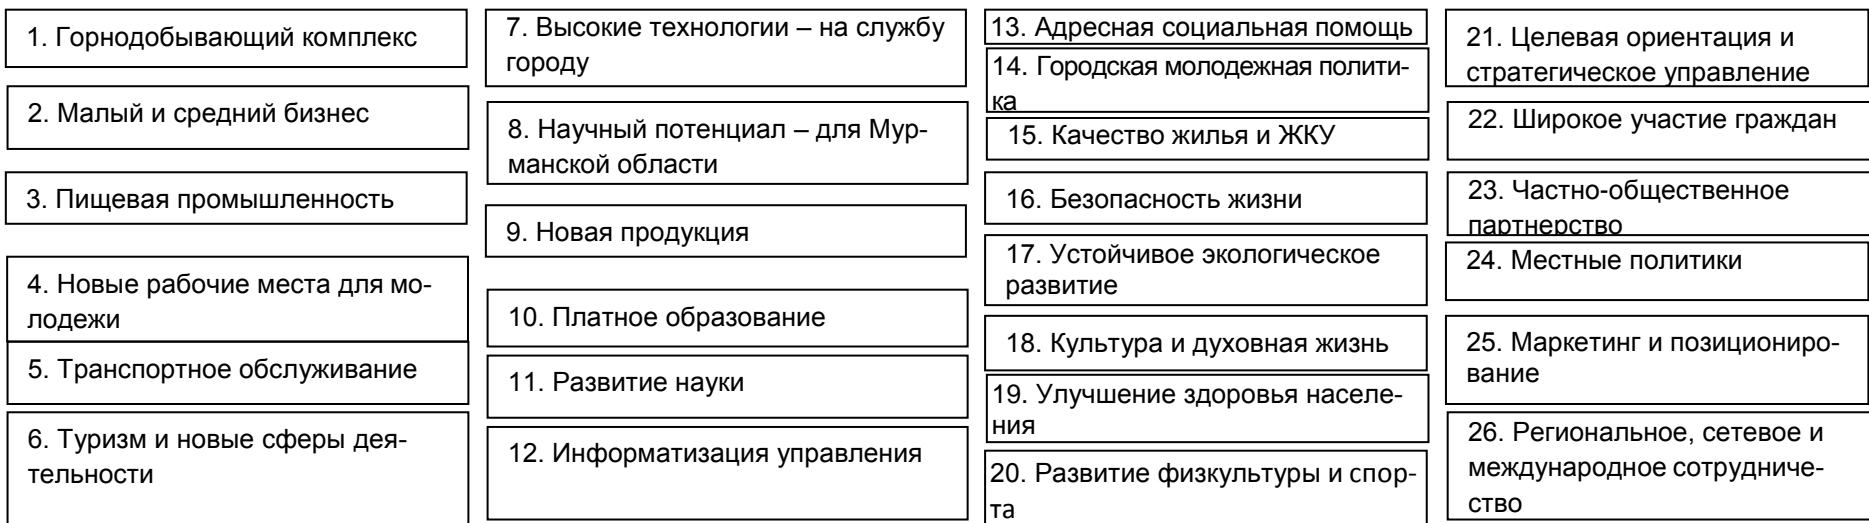 1. Горнодобывающий комплекс
2. Малый и средний бизнес
3. Пищевая промышленность
4. Новые рабочие места для мо-
лодежи
5. Транспортное обслуживание
6. Туризм и новые сферы дея-
тельности
7. Высокие технологии – на службу
городу
8. Научный потенциал – для Мур-
манской области
9. Новая продукция
10. Платное образование
11. Развитие науки
12. Информатизация управления
13. Адресная социальная помощь
14. Городская молодежная полити-
ка
15. Качество жилья и ЖКУ
16. Безопасность жизни
17. Устойчивое экологическое
развитие
18. Культура и духовная жизнь
19. Улучшение здоровья населе-
ния
20. Развитие физкультуры и спор-
та
21. Целевая ориентация и
стратегическое управление
22. Широкое участие граждан
23. Частно-общественное
партнерство
24. Местные политики
25. Маркетинг и позициониро-
вание
26. Региональное, сетевое и
международное сотрудниче-
ство